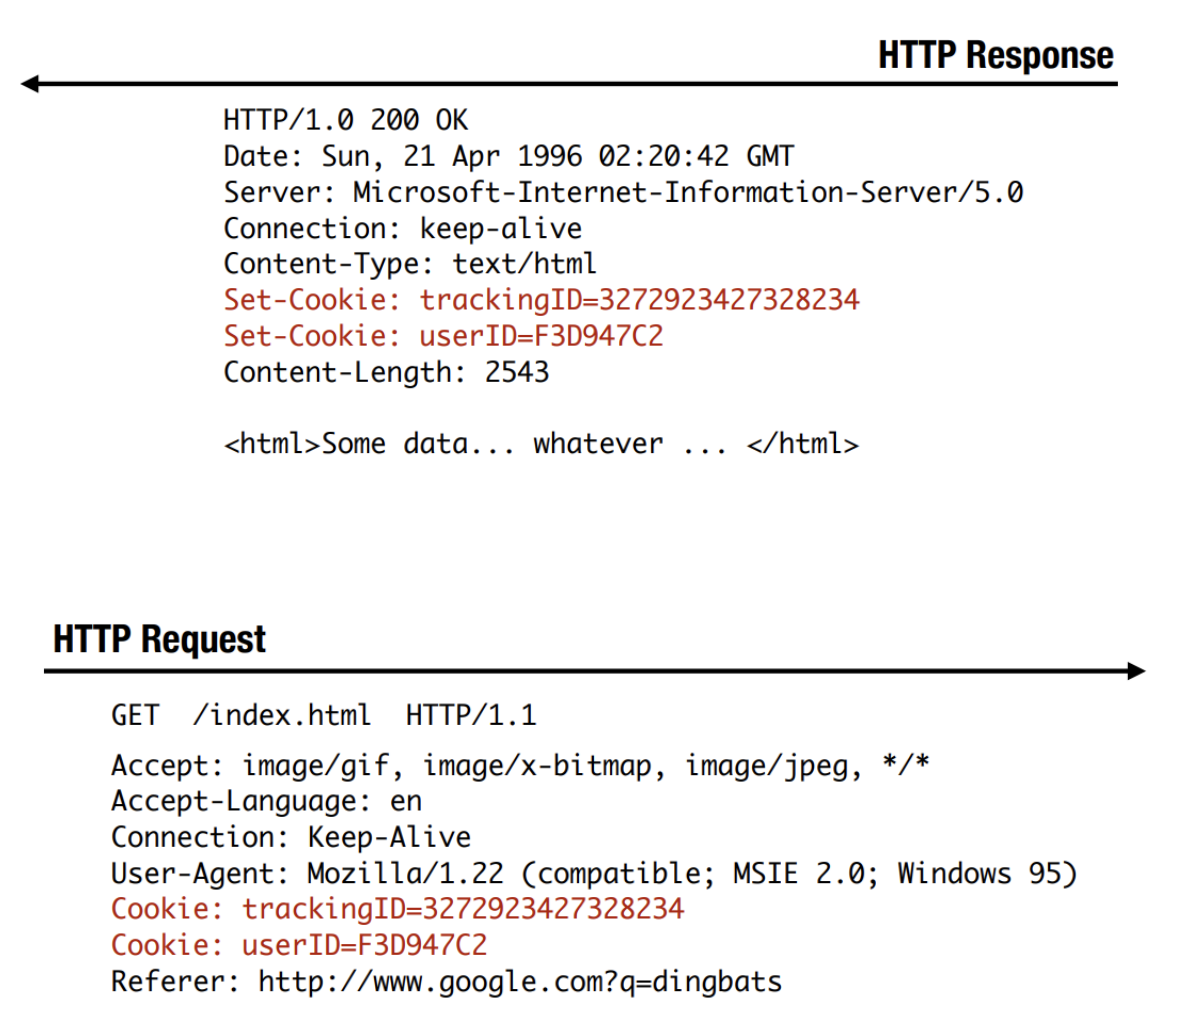 HTTP Response
HTTP/1.0 200 OK
Date: Sun, 21 Apr 1996 02:20:42 GMT
Server: Microsoft-Internet-Information-Server/5.0
Connection: keep-alive
Content-Type: text/html
Set-Cookie: trackingID=3272923427328234
Set-Cookie: userID=F3D947C2
Content-Length: 2543
<html>Some data... whatever ... </html>
HTTP Request
GET /index.html HTTP/1.1
Accept: image/gif, image/x-bitmap, image/jpeg, */*
Accept-Language: en
Connection: Keep-Alive
User-Agent: Mozilla/1.22 (compatible; MSIE 2.0; Windows 95)
Cookie: trackingID=3272923427328234
Cookie: userID=F3D947C2
Referer: http://www.google.com?q=dingbats